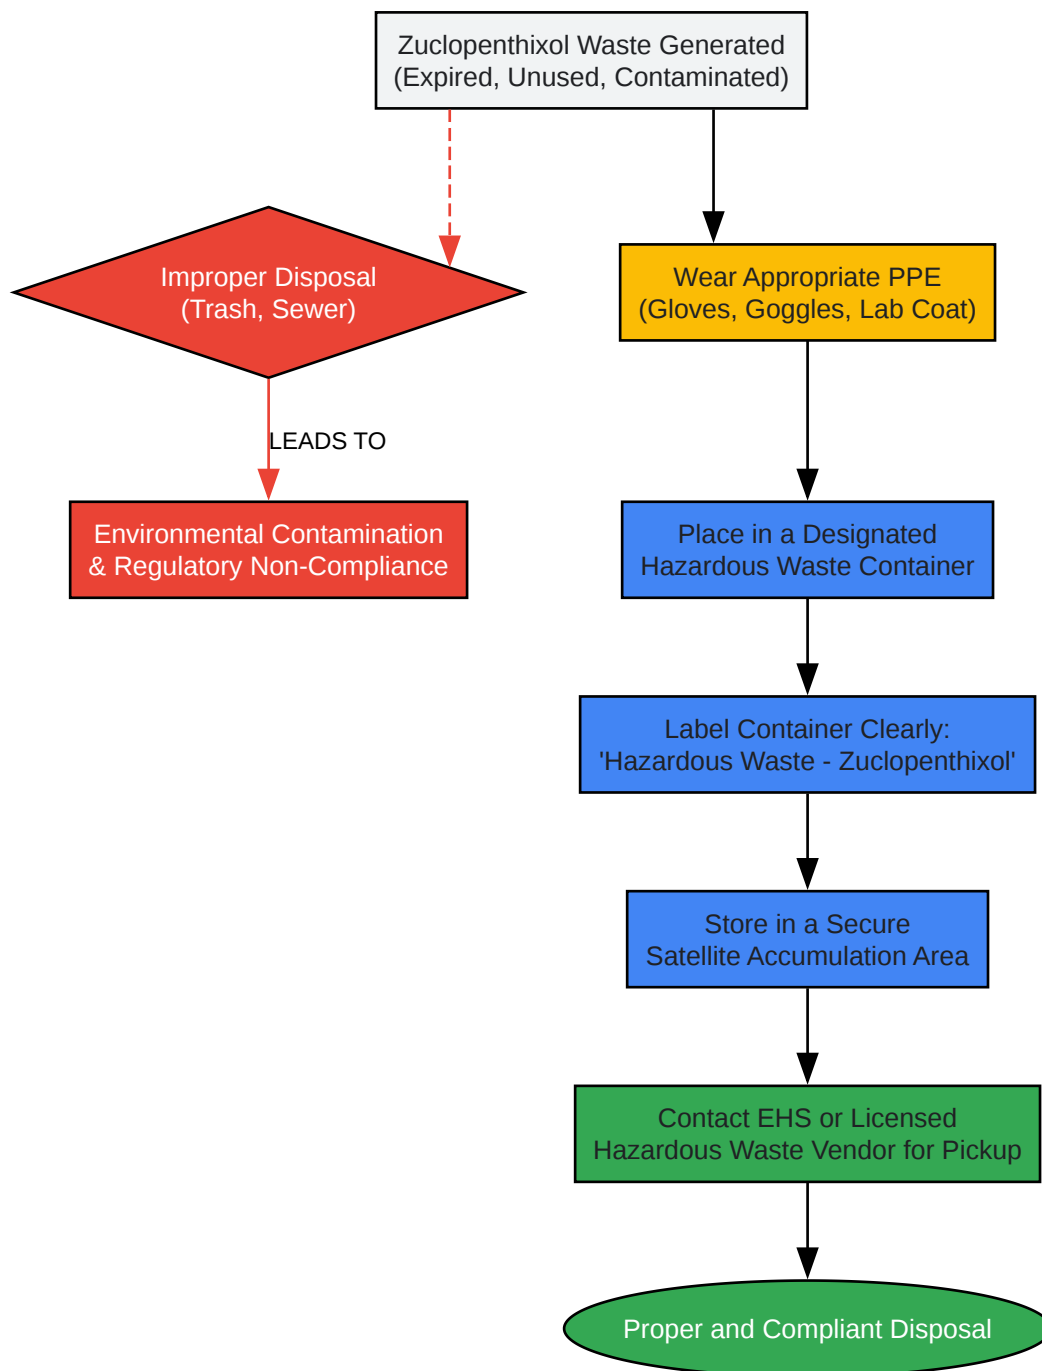 Zuclopenthixol Waste Generated
(Expired, Unused, Contaminated)
Improper Disposal
(Trash, Sewer)
Wear Appropriate PPE
(Gloves, Goggles, Lab Coat)
LEADS TO
Environmental Contamination
& Regulatory Non-Compliance
Place in a Designated
Hazardous Waste Container
Label Container Clearly:
'Hazardous Waste - Zuclopenthixol'
Store in a Secure
Satellite Accumulation Area
Contact EHS or Licensed
Hazardous Waste Vendor for Pickup
Proper and Compliant Disposal